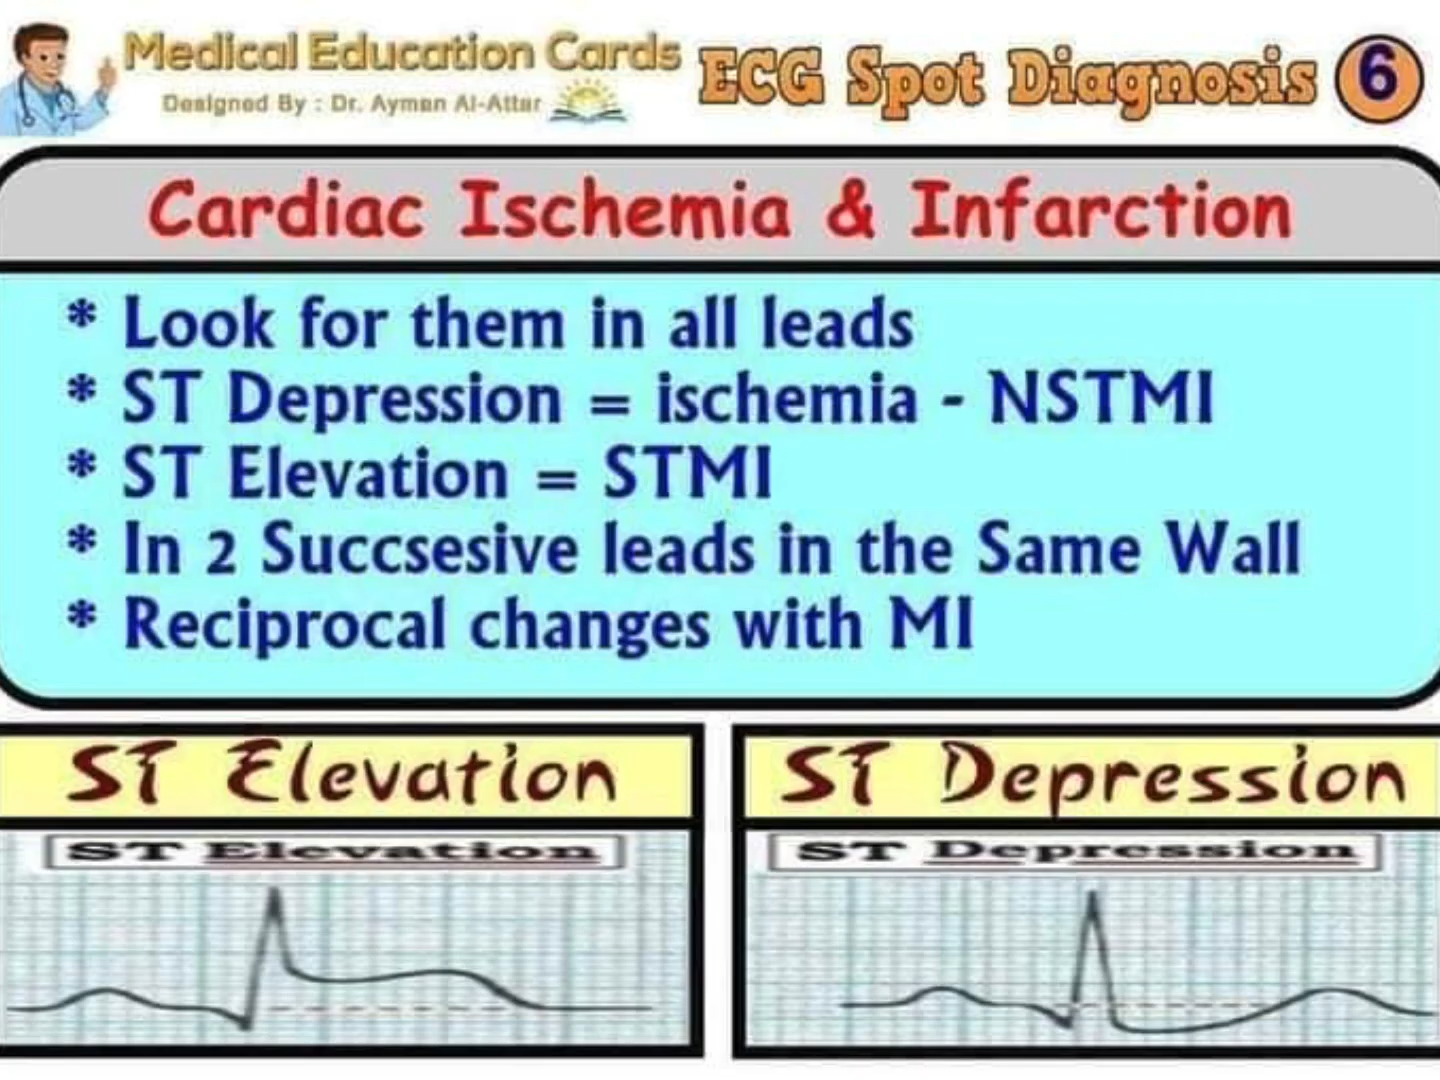 Medical Education Cards
Designed By : Dr. Ayman Al-Attar
ECG Spot Diagnosis 6
Cardiac Ischemia & Infarction
* Look for them in all leads
* ST Depression = ischemia - NSTMI
* ST Elevation = STMI
* In 2 Succsesive leads in the Same Wall
* Reciprocal changes with MI
ST Elevation
ST Elevation
ST Depression
ST Depression